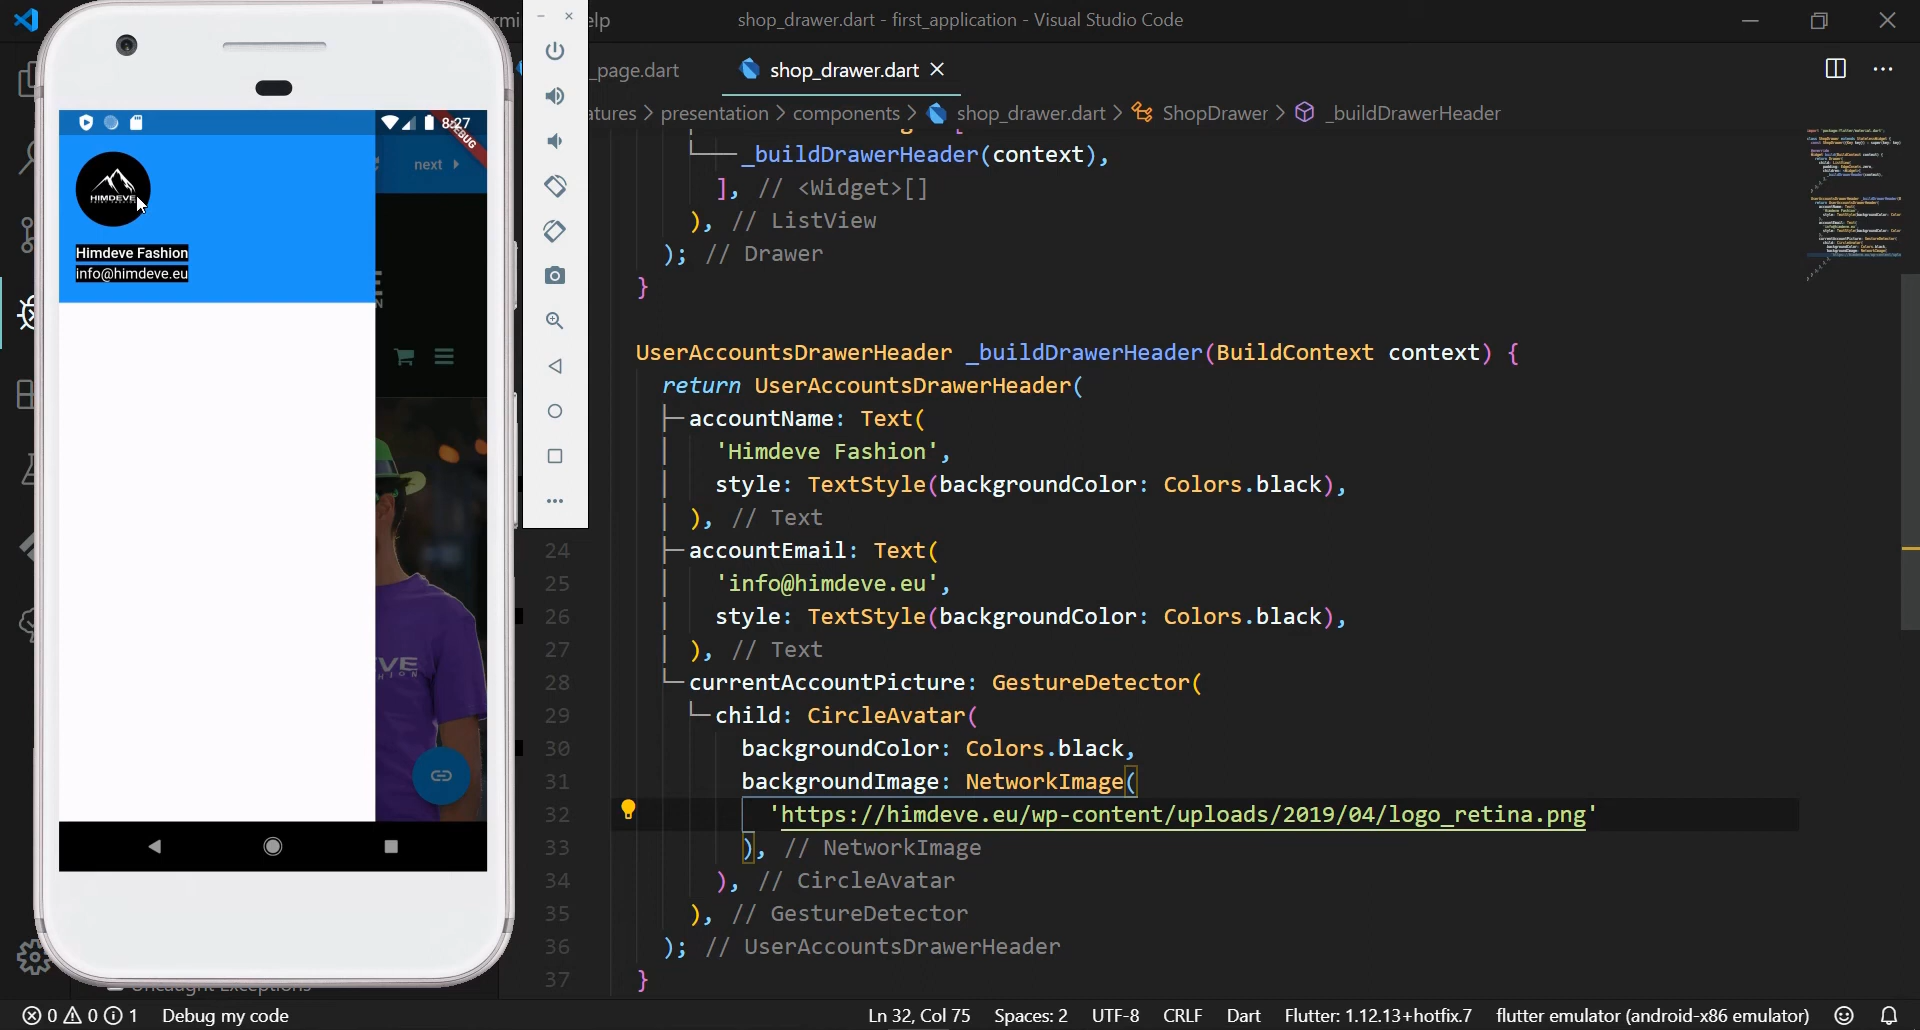 elp
shop_drawer.dart - first_application - Visual Studio Code
_page.dart
shop_drawer.dart
atures > presentation > components > shop_drawer.dart > ShopDrawer > _buildDrawerHeader
8:27
DEBUG
next
HIMDEVE
Himdeve Fashion
info@himdeve.eu
_buildDrawerHeader(context),
], // <Widget>[]
), // ListView
); // Drawer
}
UserAccountsDrawerHeader _buildDrawerHeader(BuildContext context) {
return UserAccountsDrawerHeader(
accountName: Text(
'Himdeve Fashion',
style: TextStyle(backgroundColor: Colors.black),
), // Text
24 accountEmail: Text(
25 'info@himdeve.eu',
26 style: TextStyle(backgroundColor: Colors.black),
27 ), // Text
28 currentAccountPicture: GestureDetector(
29 child: CircleAvatar(
30 backgroundColor: Colors.black,
31 backgroundImage: NetworkImage(
32 'https://himdeve.eu/wp-content/uploads/2019/04/logo_retina.png'
33 ), // NetworkImage
34 ), // CircleAvatar
35 ), // GestureDetector
36 ); // UserAccountsDrawerHeader
37 }
0 0 1 Debug my code
Ln 32, Col 75 Spaces: 2 UTF-8 CRLF Dart Flutter: 1.12.13+hotfix.7 flutter emulator (android-x86 emulator)